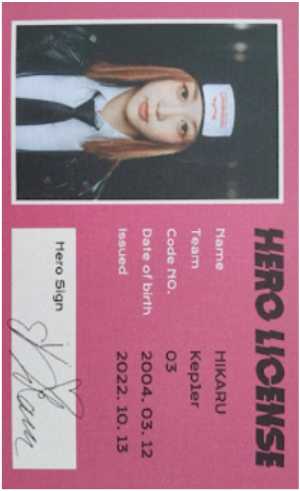 HERO LICENSE
Name HIKARU
Team Kep1er
Code NO. 03
Date of birth 2004. 03. 12
Issued 2022. 10. 13
Hero Sign